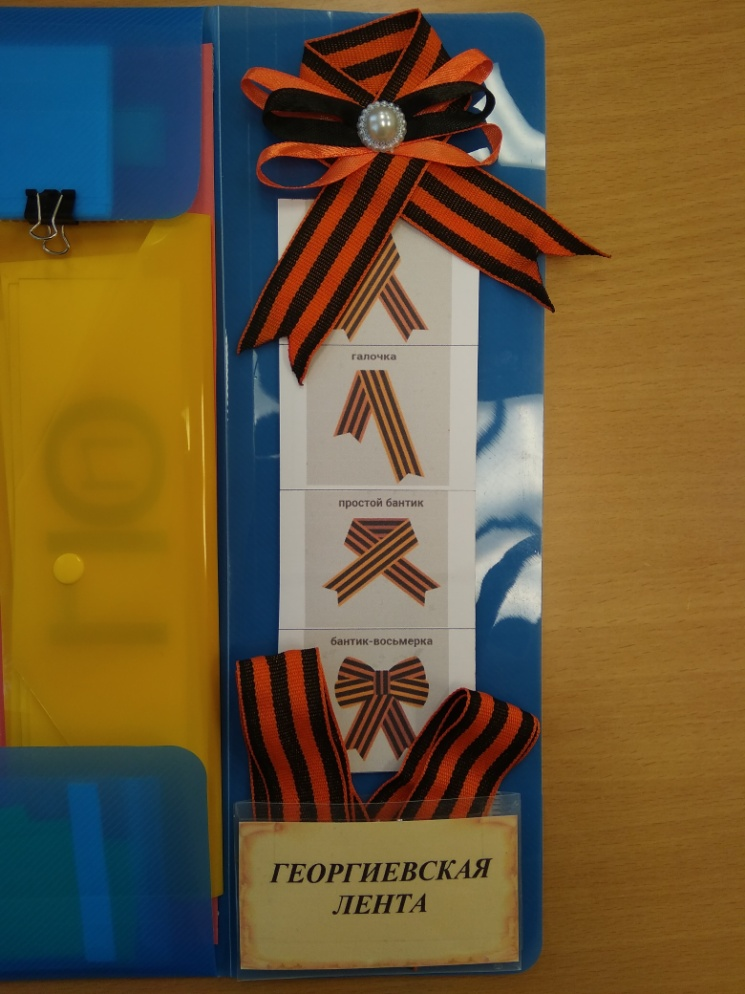 галочка
простой бантик
бантик-восьмерка
ГЕОРГИЕВСКАЯ
ЛЕНТА